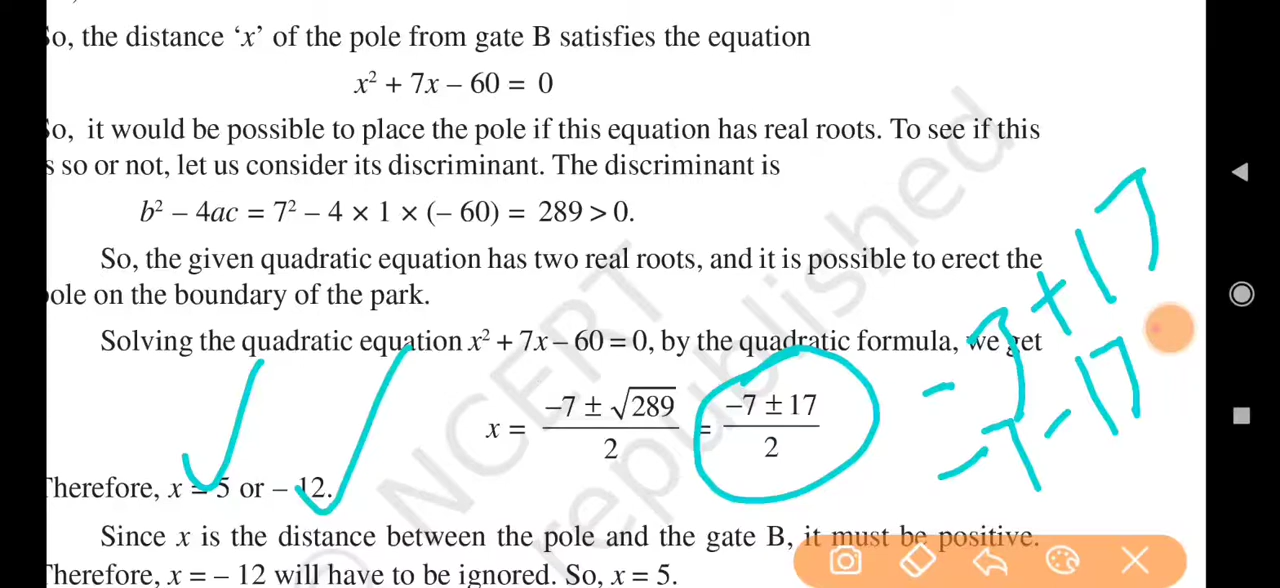 So, the distance ‘x’ of the pole from gate B satisfies the equation
x² + 7x – 60 = 0
So, it would be possible to place the pole if this equation has real roots. To see if this
s so or not, let us consider its discriminant. The discriminant is
b² – 4ac = 7² – 4 × 1 × (– 60) = 289 > 0.
So, the given quadratic equation has two real roots, and it is possible to erect the
pole on the boundary of the park.
Solving the quadratic equation x² + 7x – 60 = 0, by the quadratic formula, we get
x = (–7 ± √289)/2 = (–7 ± 17)/2
Therefore, x = 5 or – 12.
Since x is the distance between the pole and the gate B, it must be positive.
Therefore, x = – 12 will have to be ignored. So, x = 5.
-7+17
-7-17
© NCERT
republished